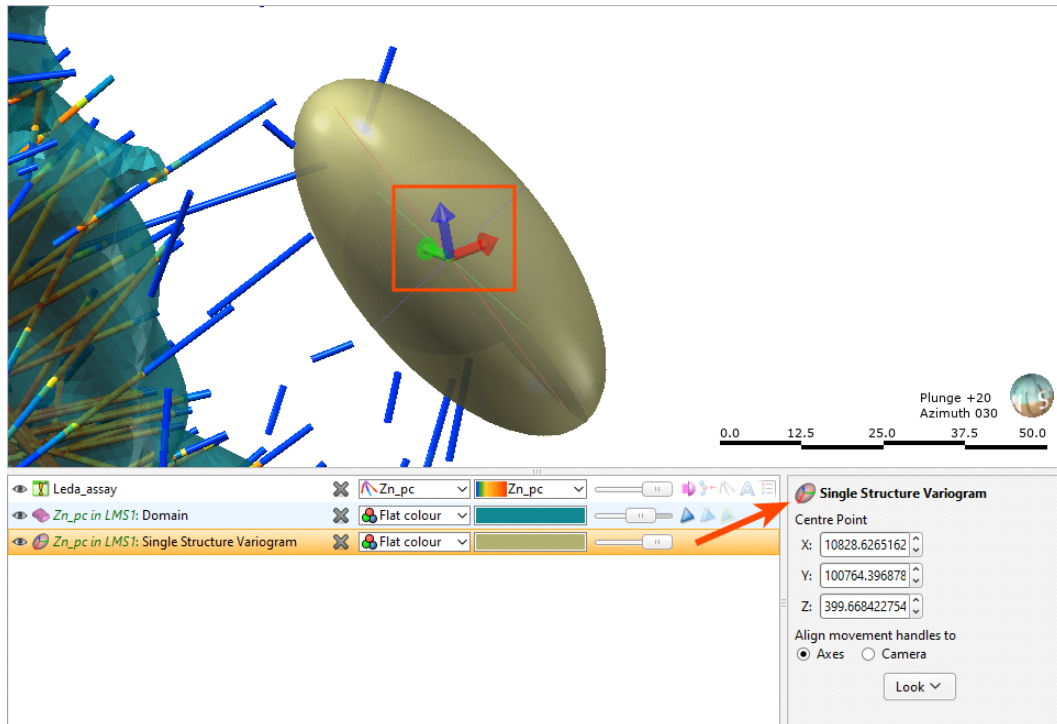 Plunge +20
Azimuth 030
0.0 12.5 25.0 37.5 50.0
Leda_assay Zn_pc Zn_pc
Zn_pc in LMS1: Domain Flat colour
Zn_pc in LMS1: Single Structure Variogram Flat colour
Single Structure Variogram
Centre Point
X: 10828.6265162
Y: 100764.396878
Z: 399.668422754
Align movement handles to
Axes Camera
Look